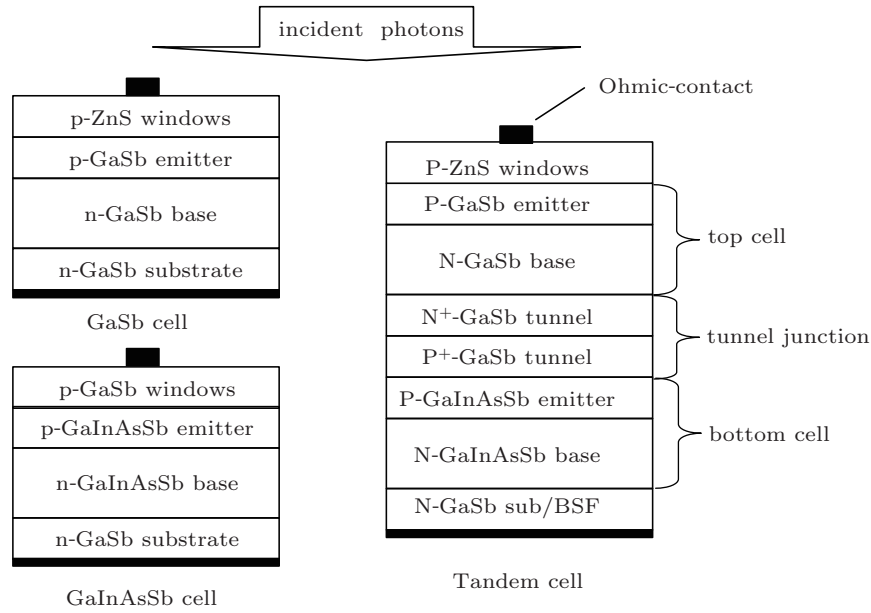 incident photons
p-ZnS windows
p-GaSb emitter
n-GaSb base
n-GaSb substrate
GaSb cell
p-GaSb windows
p-GaInAsSb emitter
n-GaInAsSb base
n-GaSb substrate
GaInAsSb cell
Ohmic-contact
P-ZnS windows
P-GaSb emitter
N-GaSb base
top cell
N⁺-GaSb tunnel
P⁺-GaSb tunnel
tunnel junction
P-GaInAsSb emitter
N-GaInAsSb base
bottom cell
N-GaSb sub/BSF
Tandem cell